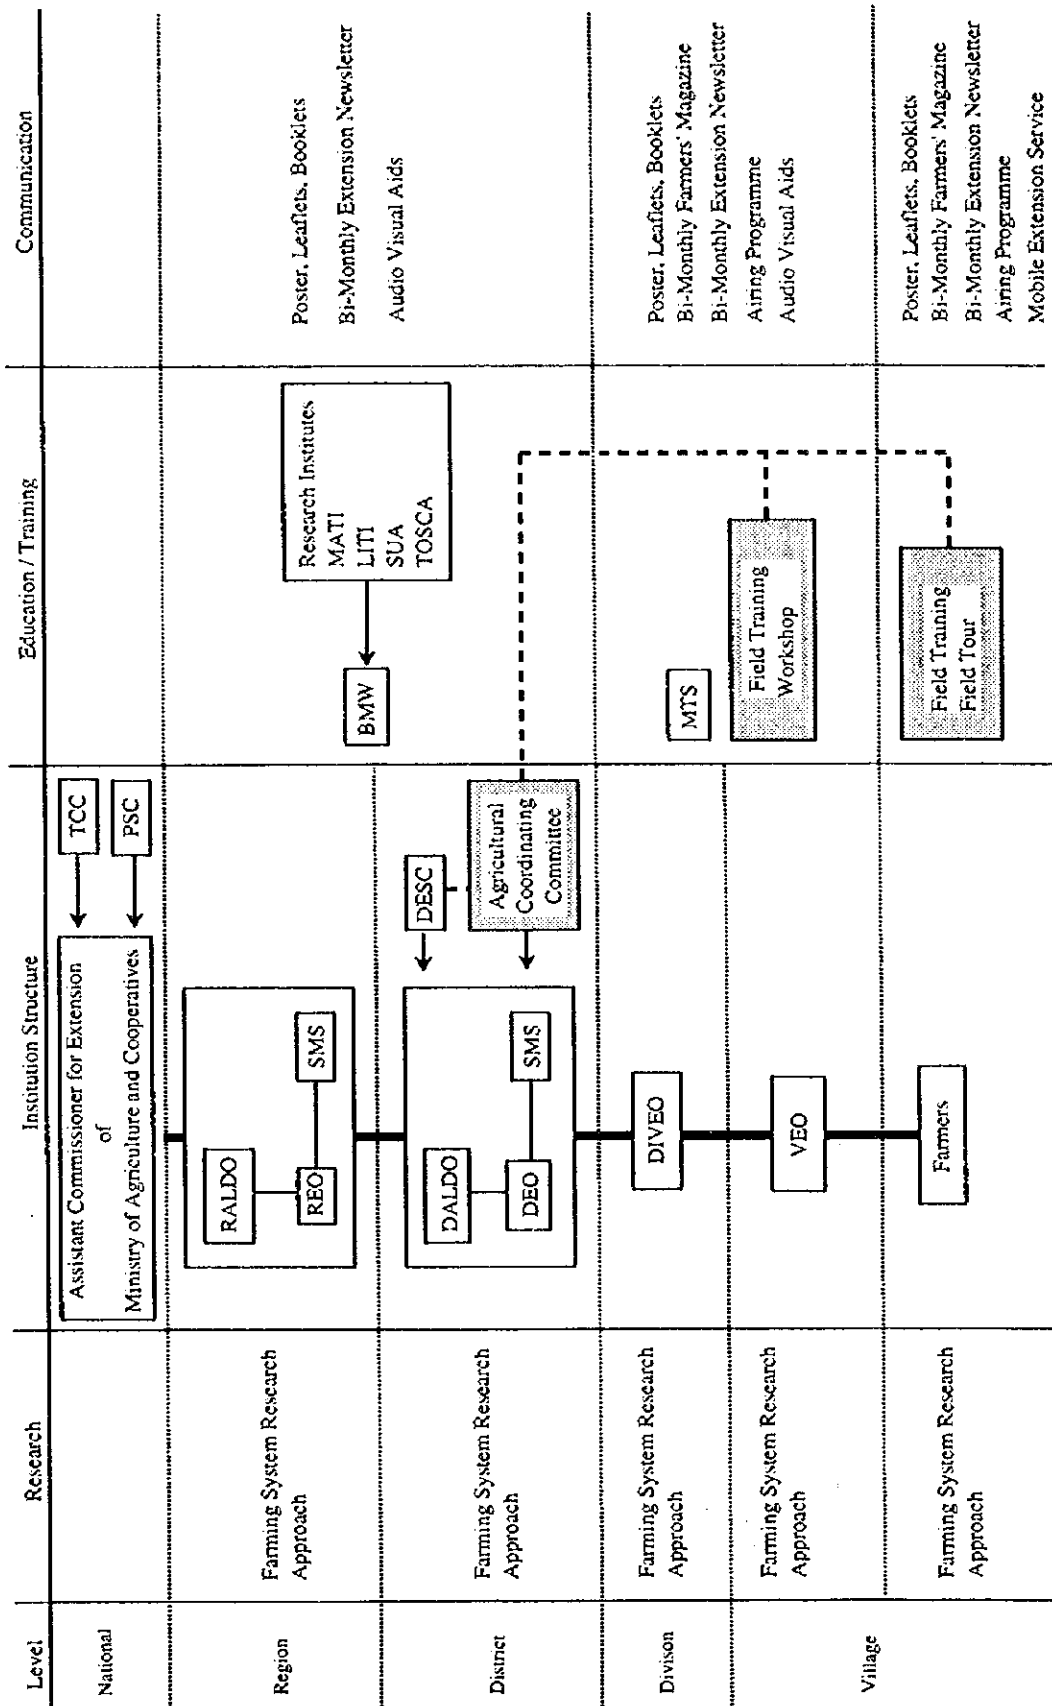 Level
Research
Institution Structure
Education / Training
Communication
National
Assistant Commissioner for Extension
of
Ministry of Agriculture and Cooperatives
TCC
PSC
Region
Farming System Research
Approach
RALDO
REO
SMS
BMW
Research Institutes
MATI
LITI
SUA
TOSCA
Poster, Leaflets, Booklets
Bi-Monthly Extension Newsletter
Audio Visual Aids
District
Farming System Research
Approach
DALDO
DEO
SMS
DESC
Agricultural
Coordinating
Committee
Divison
Farming System Research
Approach
DIVEO
MTS
Field Training
Workshop
Poster, Leaflets, Booklets
Bi-Monthly Farmers' Magazine
Bi-Monthly Extension Newsletter
Airing Programme
Audio Visual Aids
Village
Farming System Research
Approach
VEO
Farming System Research
Approach
Farmers
Field Training
Field Tour
Poster, Leaflets, Booklets
Bi-Monthly Farmers' Magazine
Bi-Monthly Extension Newsletter
Airing Programme
Mobile Extension Service